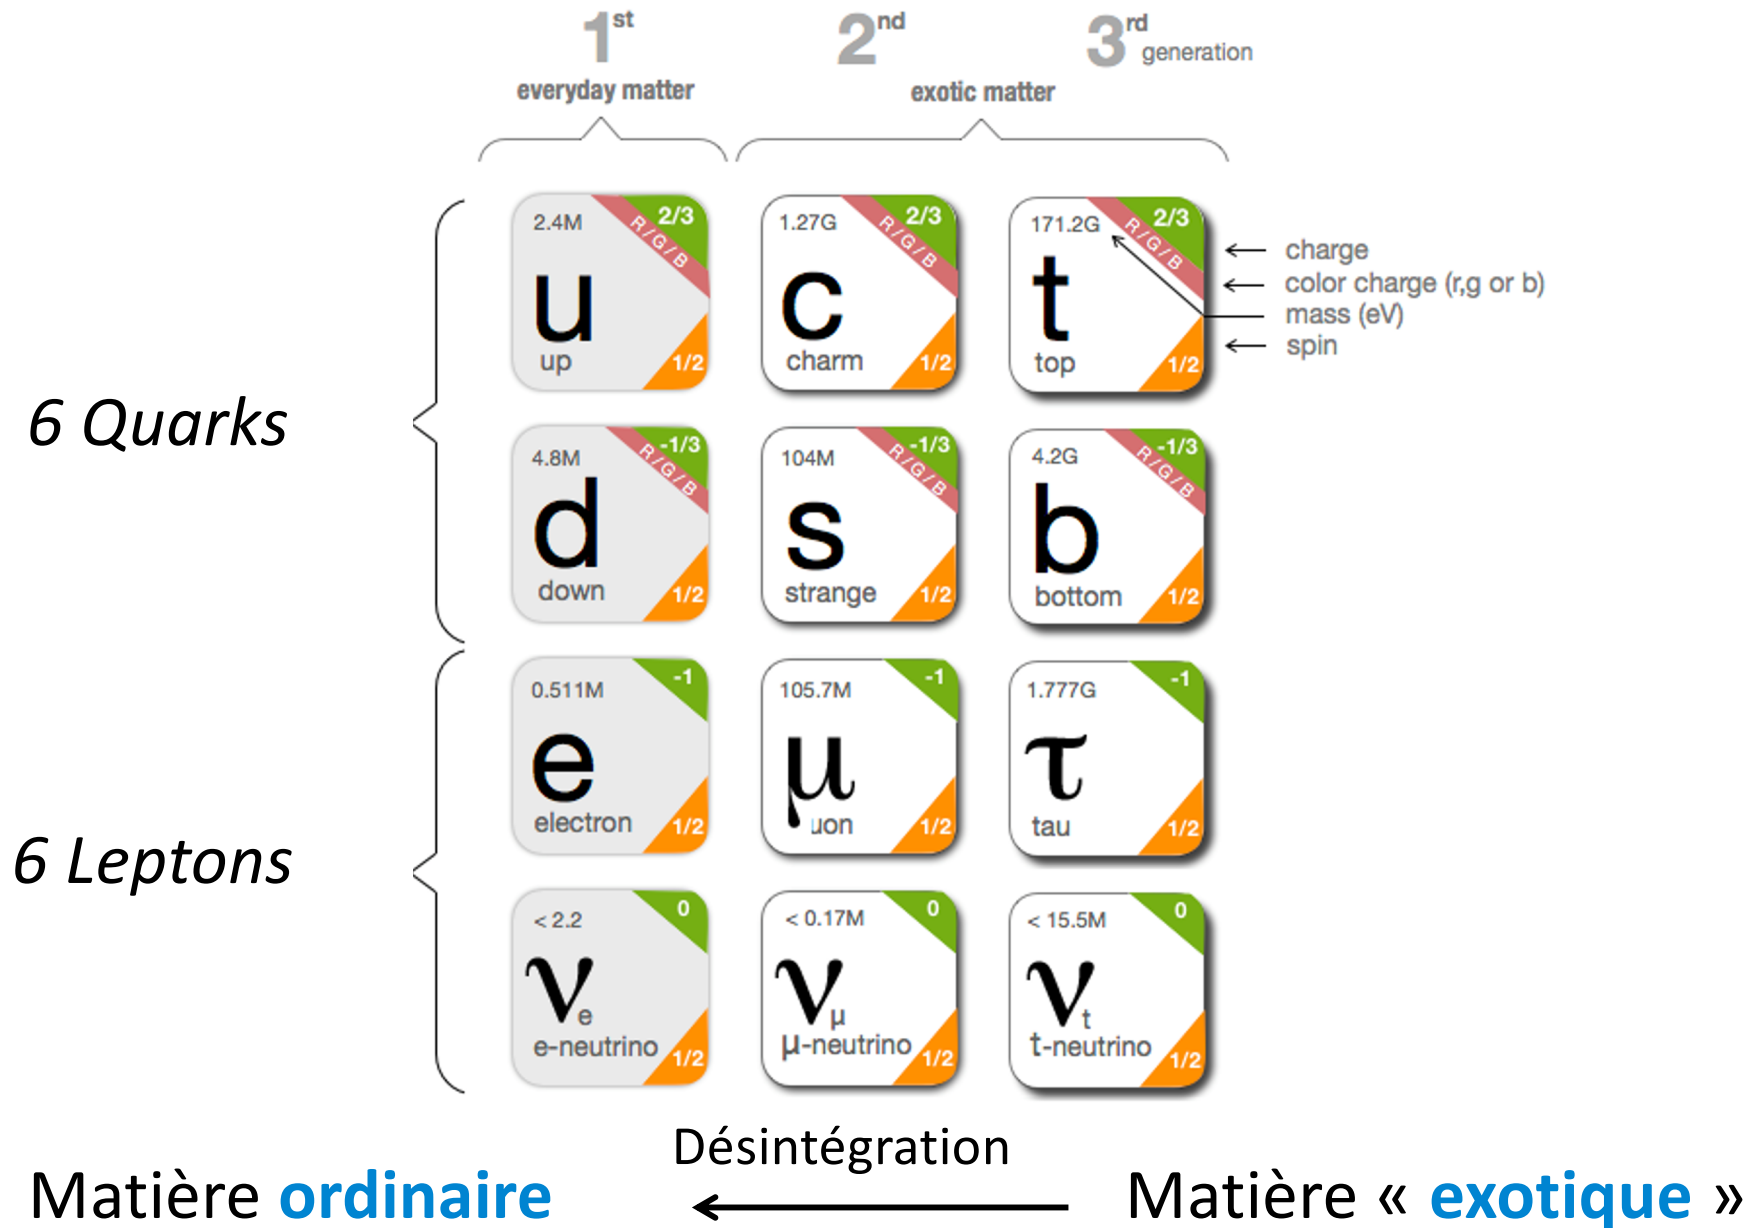 1st 2nd 3rd generation
everyday matter exotic matter
2.4M 2/3 R/G/B u up 1/2
1.27G 2/3 R/G/B c charm 1/2
171.2G 2/3 R/G/B t top 1/2
charge
color charge (r,g or b)
mass (eV)
spin
6 Quarks
4.8M -1/3 R/G/B d down 1/2
104M -1/3 R/G/B s strange 1/2
4.2G -1/3 R/G/B b bottom 1/2
0.511M -1 e electron 1/2
105.7M -1 μ uon 1/2
1.777G -1 τ tau 1/2
6 Leptons
< 2.2 0 νe e-neutrino 1/2
< 0.17M 0 νμ μ-neutrino 1/2
< 15.5M 0 νt t-neutrino 1/2
Désintégration
Matière ordinaire Matière « exotique »